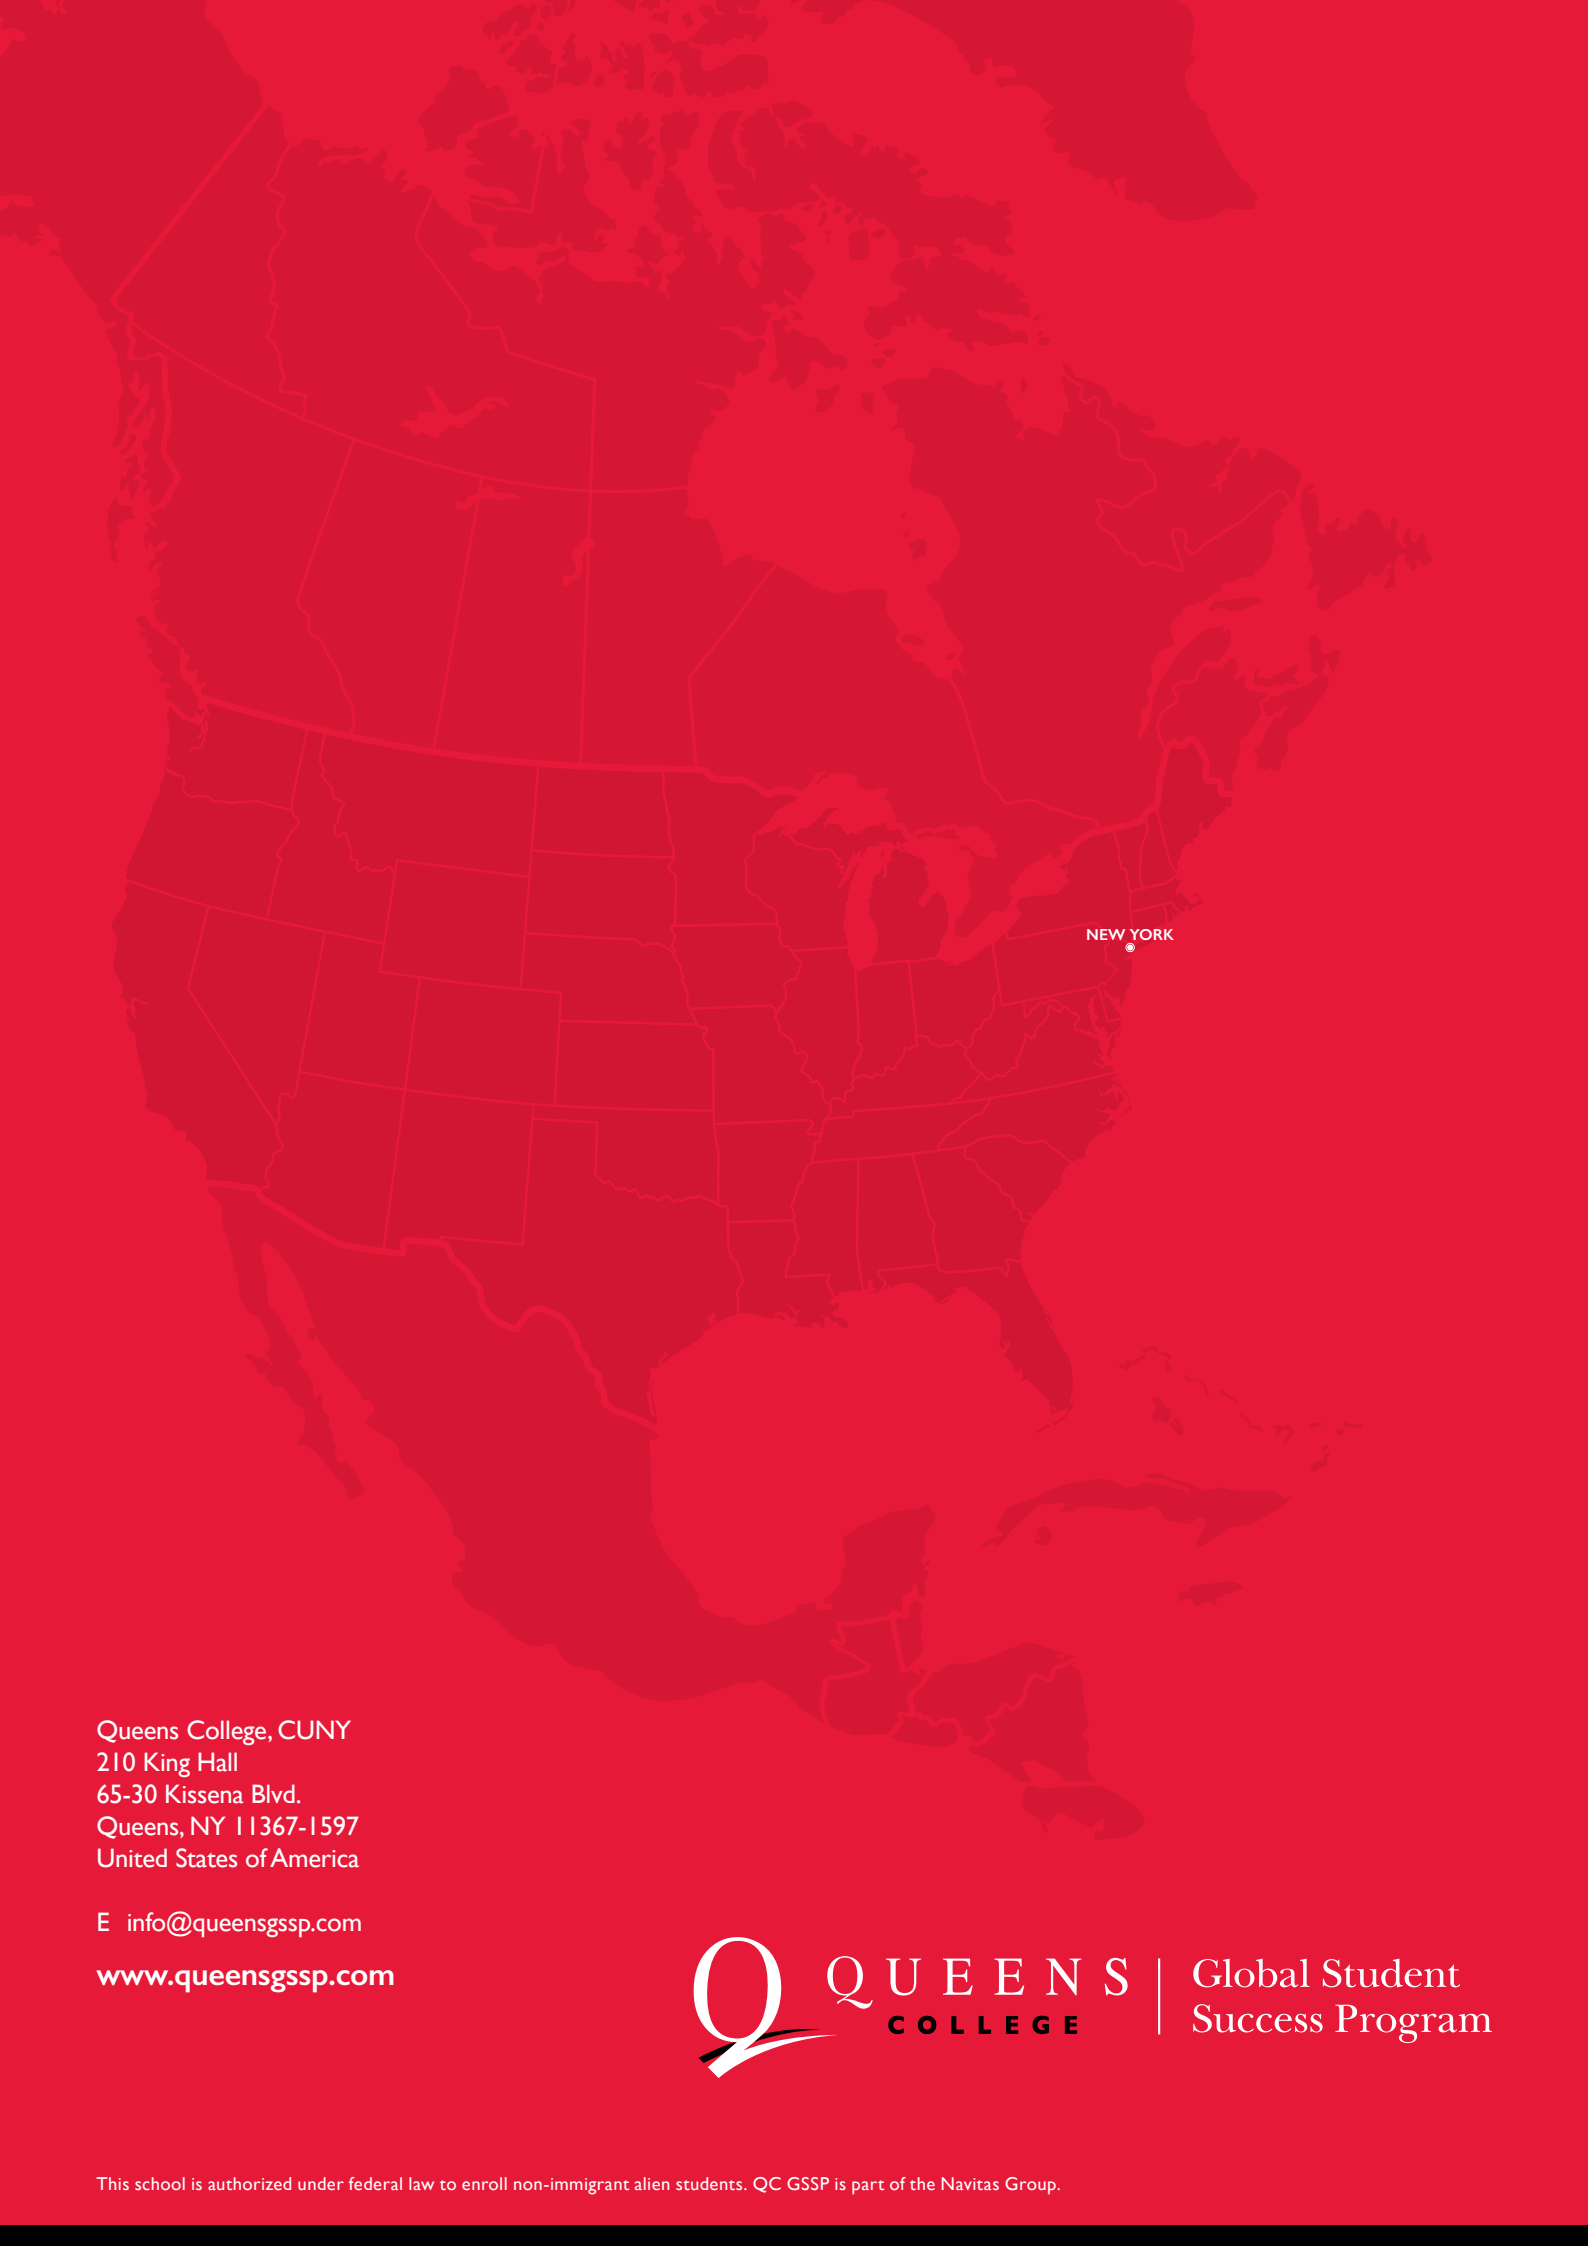 NEW YORK
Queens College, CUNY
210 King Hall
65-30 Kissena Blvd.
Queens, NY 11367-1597
United States of America
E info@queensgssp.com
www.queensgssp.com
QUEENS
COLLEGE
Global Student
Success Program
This school is authorized under federal law to enroll non-immigrant alien students. QC GSSP is part of the Navitas Group.